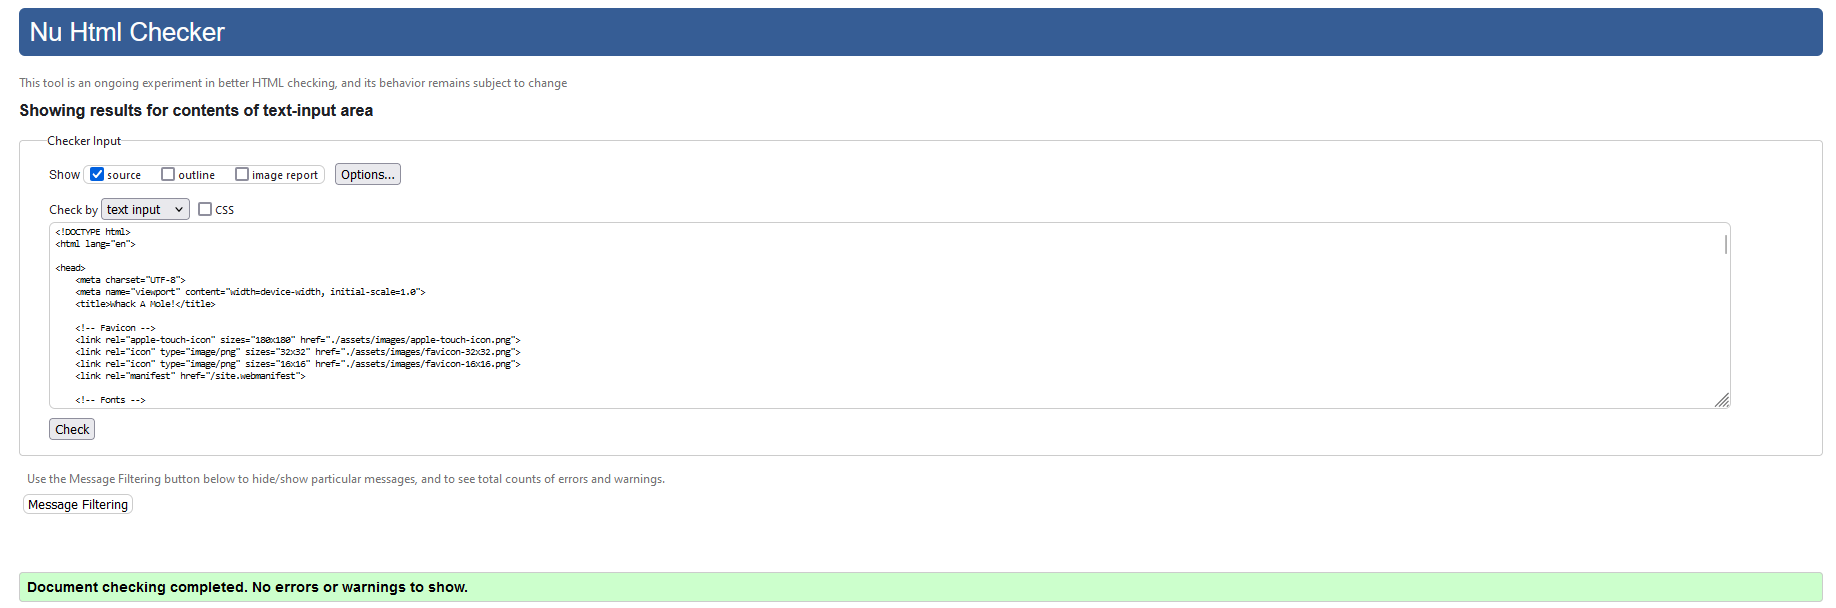 Nu Html Checker
This tool is an ongoing experiment in better HTML checking, and its behavior remains subject to change
Showing results for contents of text-input area
Checker Input
Show source outline image report Options...
Check by text input CSS
<!DOCTYPE html>
<html lang="en">
<head>
<meta charset="UTF-8">
<meta name="viewport" content="width=device-width, initial-scale=1.0">
<title>Whack A Mole!</title>
<!-- Favicon -->
<link rel="apple-touch-icon" sizes="180x180" href="./assets/images/apple-touch-icon.png">
<link rel="icon" type="image/png" sizes="32x32" href="./assets/images/favicon-32x32.png">
<link rel="icon" type="image/png" sizes="16x16" href="./assets/images/favicon-16x16.png">
<link rel="manifest" href="/site.webmanifest">
<!-- Fonts -->
Check
Use the Message Filtering button below to hide/show particular messages, and to see total counts of errors and warnings.
Message Filtering
Document checking completed. No errors or warnings to show.